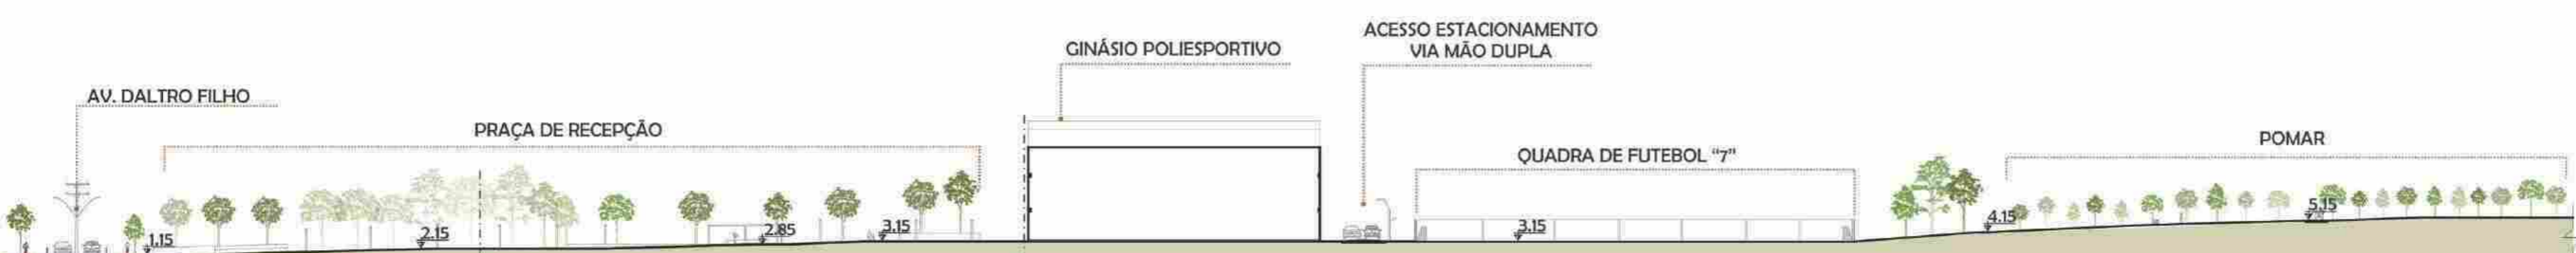 AV. DALTRO FILHO
PRAÇA DE RECEPÇÃO
GINÁSIO POLIESPORTIVO
ACESSO ESTACIONAMENTO
VIA MÃO DUPLA
QUADRA DE FUTEBOL “7”
POMAR
1.15
2.15
2.85
3.15
3.15
4.15
5.15